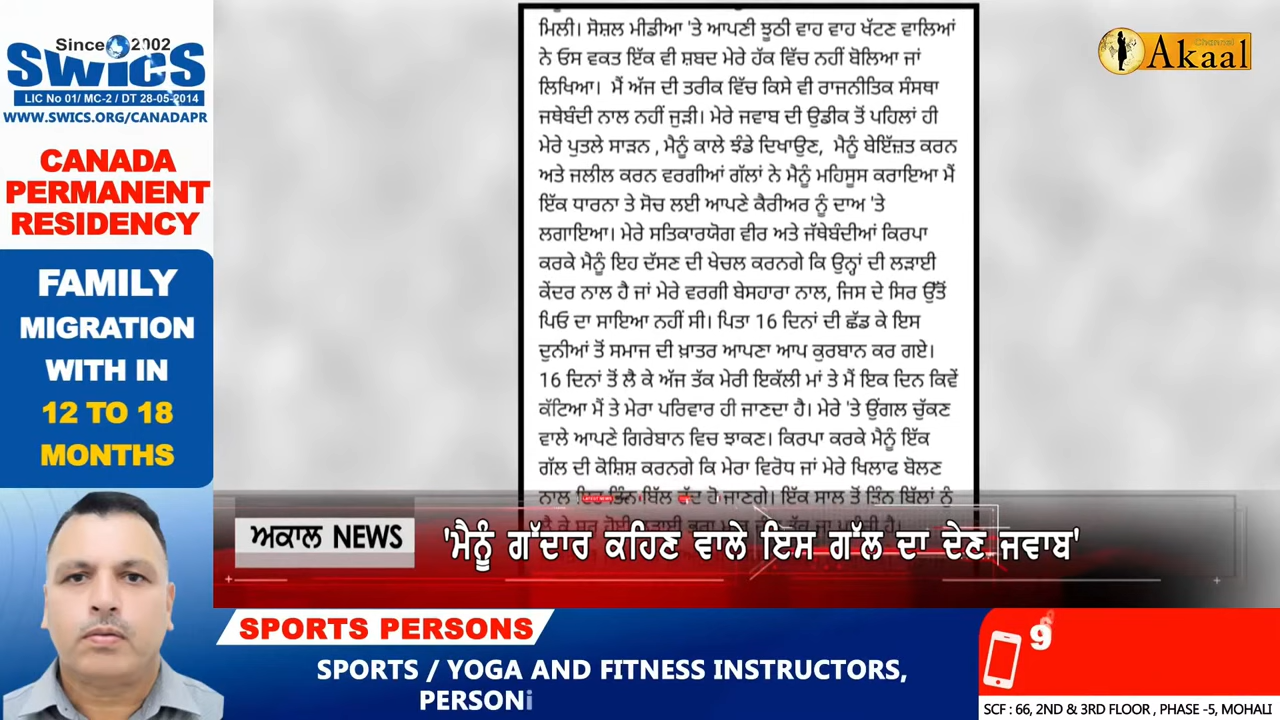 Since 2002
SWICS
LIC No 01/ MC-2 / DT 28-05-2014
WWW.SWICS.ORG/CANADAPR
CANADA
PERMANENT
RESIDENCY
FAMILY
MIGRATION
WITH IN
12 TO 18
MONTHS
ਮਿਲੀ। ਸੋਸ਼ਲ ਮੀਡੀਆ 'ਤੇ ਆਪਣੀ ਝੂਠੀ ਵਾਹ ਵਾਹ ਖੱਟਣ ਵਾਲਿਆਂ
ਨੇ ਓਸ ਵਕਤ ਇੱਕ ਵੀ ਸ਼ਬਦ ਮੇਰੇ ਹੱਕ ਵਿੱਚ ਨਹੀਂ ਬੋਲਿਆ ਜਾਂ
ਲਿਖਿਆ। ਮੈਂ ਅੱਜ ਦੀ ਤਰੀਕ ਵਿੱਚ ਕਿਸੇ ਵੀ ਰਾਜਨੀਤਿਕ ਸੰਸਥਾ
ਜਥੇਬੰਦੀ ਨਾਲ ਨਹੀਂ ਜੁੜੀ। ਮੇਰੇ ਜਵਾਬ ਦੀ ਉਡੀਕ ਤੋਂ ਪਹਿਲਾਂ ਹੀ
ਮੇਰੇ ਪੁਤਲੇ ਸਾੜਨ , ਮੈਨੂੰ ਕਾਲੇ ਝੰਡੇ ਦਿਖਾਉਣ, ਮੈਨੂੰ ਬੇਇੱਜ਼ਤ ਕਰਨ
ਅਤੇ ਜਲੀਲ ਕਰਨ ਵਰਗੀਆਂ ਗੱਲਾਂ ਨੇ ਮੈਨੂੰ ਮਹਿਸੂਸ ਕਰਾਇਆ ਮੈਂ
ਇੱਕ ਧਾਰਨਾ ਤੇ ਸੋਚ ਲਈ ਆਪਣੇ ਕੈਰੀਅਰ ਨੂੰ ਦਾਅ 'ਤੇ
ਲਗਾਇਆ। ਮੇਰੇ ਸਤਿਕਾਰਯੋਗ ਵੀਰ ਅਤੇ ਜੱਥੇਬੰਦੀਆਂ ਕਿਰਪਾ
ਕਰਕੇ ਮੈਨੂੰ ਇਹ ਦੱਸਣ ਦੀ ਖੇਚਲ ਕਰਨਗੇ ਕਿ ਉਨ੍ਹਾਂ ਦੀ ਲੜਾਈ
ਕੇਂਦਰ ਨਾਲ ਹੈ ਜਾਂ ਮੇਰੇ ਵਰਗੀ ਬੇਸਹਾਰਾ ਨਾਲ, ਜਿਸ ਦੇ ਸਿਰ ਉੱਤੋਂ
ਪਿਓ ਦਾ ਸਾਇਆ ਨਹੀਂ ਸੀ। ਪਿਤਾ 16 ਦਿਨਾਂ ਦੀ ਛੱਡ ਕੇ ਇਸ
ਦੁਨੀਆਂ ਤੋਂ ਸਮਾਜ ਦੀ ਖ਼ਾਤਰ ਆਪਣਾ ਆਪ ਕੁਰਬਾਨ ਕਰ ਗਏ।
16 ਦਿਨਾਂ ਤੋਂ ਲੈ ਕੇ ਅੱਜ ਤੱਕ ਮੇਰੀ ਇਕੱਲੀ ਮਾਂ ਤੇ ਮੈਂ ਇਕ ਦਿਨ ਕਿਵੇਂ
ਕੱਟਿਆ ਮੈਂ ਤੇ ਮੇਰਾ ਪਰਿਵਾਰ ਹੀ ਜਾਣਦਾ ਹੈ। ਮੇਰੇ 'ਤੇ ਉਂਗਲ ਚੁੱਕਣ
ਵਾਲੇ ਆਪਣੇ ਗਿਰੇਬਾਨ ਵਿਚ ਝਾਕਣ। ਕਿਰਪਾ ਕਰਕੇ ਮੈਨੂੰ ਇੱਕ
ਗੱਲ ਦੀ ਕੋਸ਼ਿਸ਼ ਕਰਨਗੇ ਕਿ ਮੇਰਾ ਵਿਰੋਧ ਜਾਂ ਮੇਰੇ ਖਿਲਾਫ ਬੋਲਣ
ਨਾਲ ਤਿੰਨ ਬਿੱਲ ਰੱਦ ਹੋ ਜਾਣਗੇ। ਇੱਕ ਸਾਲ ਤੋਂ ਤਿੰਨ ਬਿੱਲਾਂ ਨੂੰ
Channel
Akaal
LATEST NEWS
ਅਕਾਲ NEWS
'ਮੈਨੂੰ ਗੱਦਾਰ ਕਹਿਣ ਵਾਲੇ ਇਸ ਗੱਲ ਦਾ ਦੇਣ ਜਵਾਬ'
SPORTS PERSONS
SPORTS / YOGA AND FITNESS INSTRUCTORS,
PERSONi
9
SCF : 66, 2ND & 3RD FLOOR , PHASE -5, MOHALI